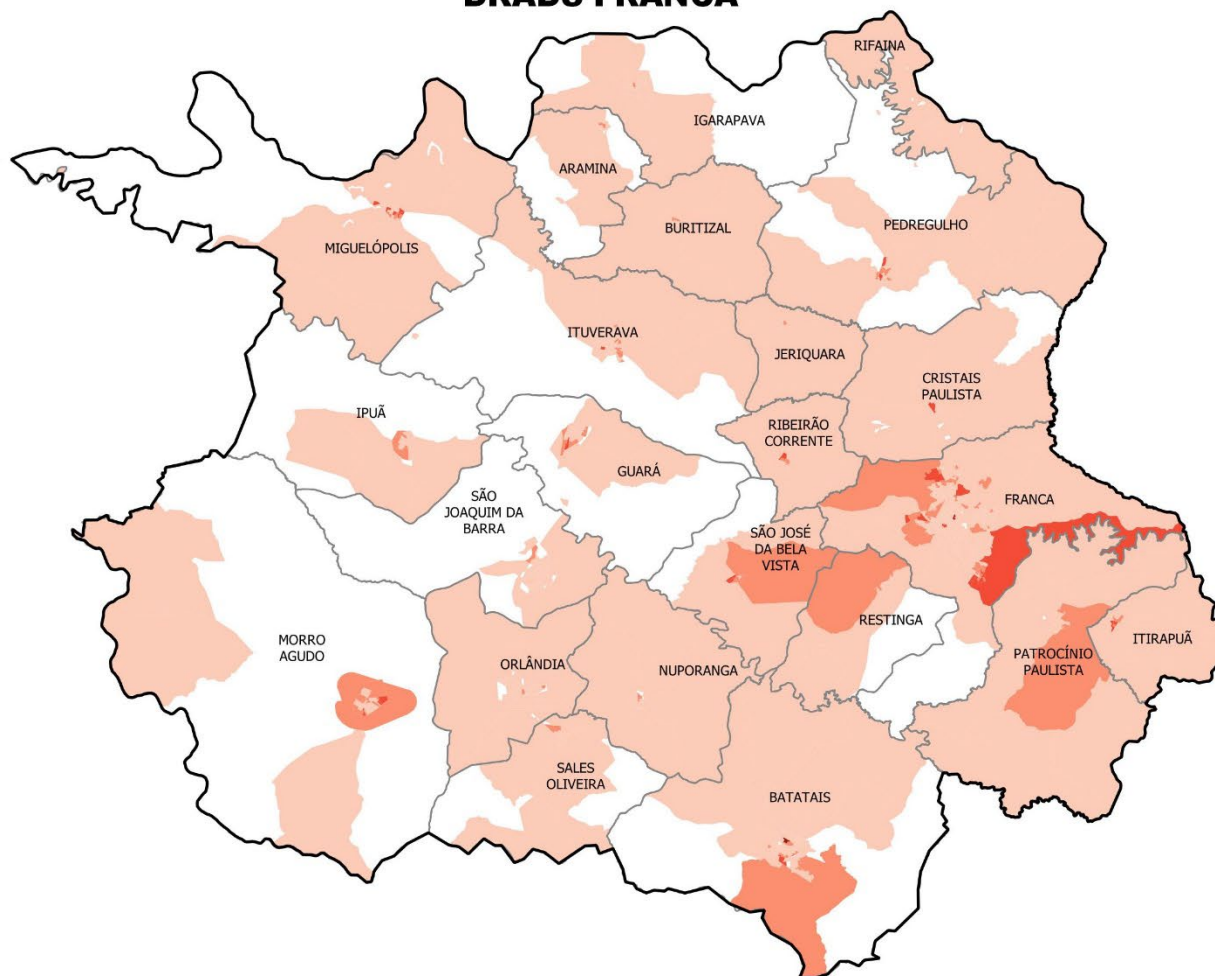 DRADS FRANCA
RIFAINA
IGARAPAVA
ARAMINA
BURITIZAL
PEDREGULHO
MIGUELÓPOLIS
ITUVERAVA
JERIQUARA
CRISTAIS
PAULISTA
IPUÃ
RIBEIRÃO
CORRENTE
GUARÁ
SÃO
JOAQUIM DA
BARRA
FRANCA
SÃO JOSÉ
DA BELA
VISTA
RESTINGA
MORRO
AGUDO
ORLÂNDIA
NUPORANGA
PATROCÍNIO
PAULISTA
ITIRAPUÃ
SALES
OLIVEIRA
BATATAIS